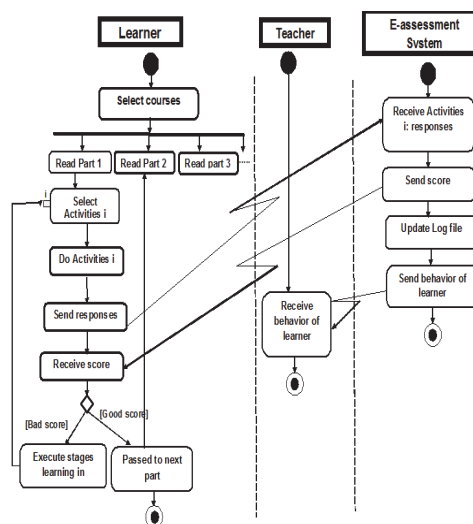 Learner
Teacher
E-assessment
System
Select courses
Read Part 1
Read Part 2
Read part 3
i
Select
Activities i
Do Activities i
Send responses
Receive score
[Bad score]
[Good score]
Execute stages
learning in
Passed to next
part
Receive
behavior of
learner
Receive Activities
i: responses
Send score
Update Log file
Send behavior of
learner